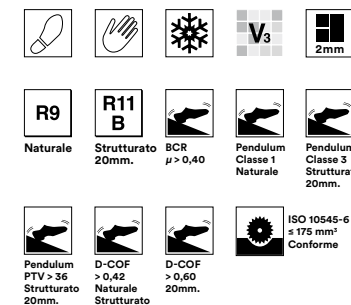 V3
2mm
R9
R11
B
Naturale
Strutturato
20mm.
BCR
μ > 0,40
Pendulum
Classe 1
Naturale
Pendulum
Classe 3
Strutturato
20mm.
Pendulum
PTV > 36
Strutturato
20mm.
D-COF
> 0,42
Naturale
Strutturato
D-COF
> 0,60
20mm.
ISO 10545-6
≤ 175 mm³
Conforme